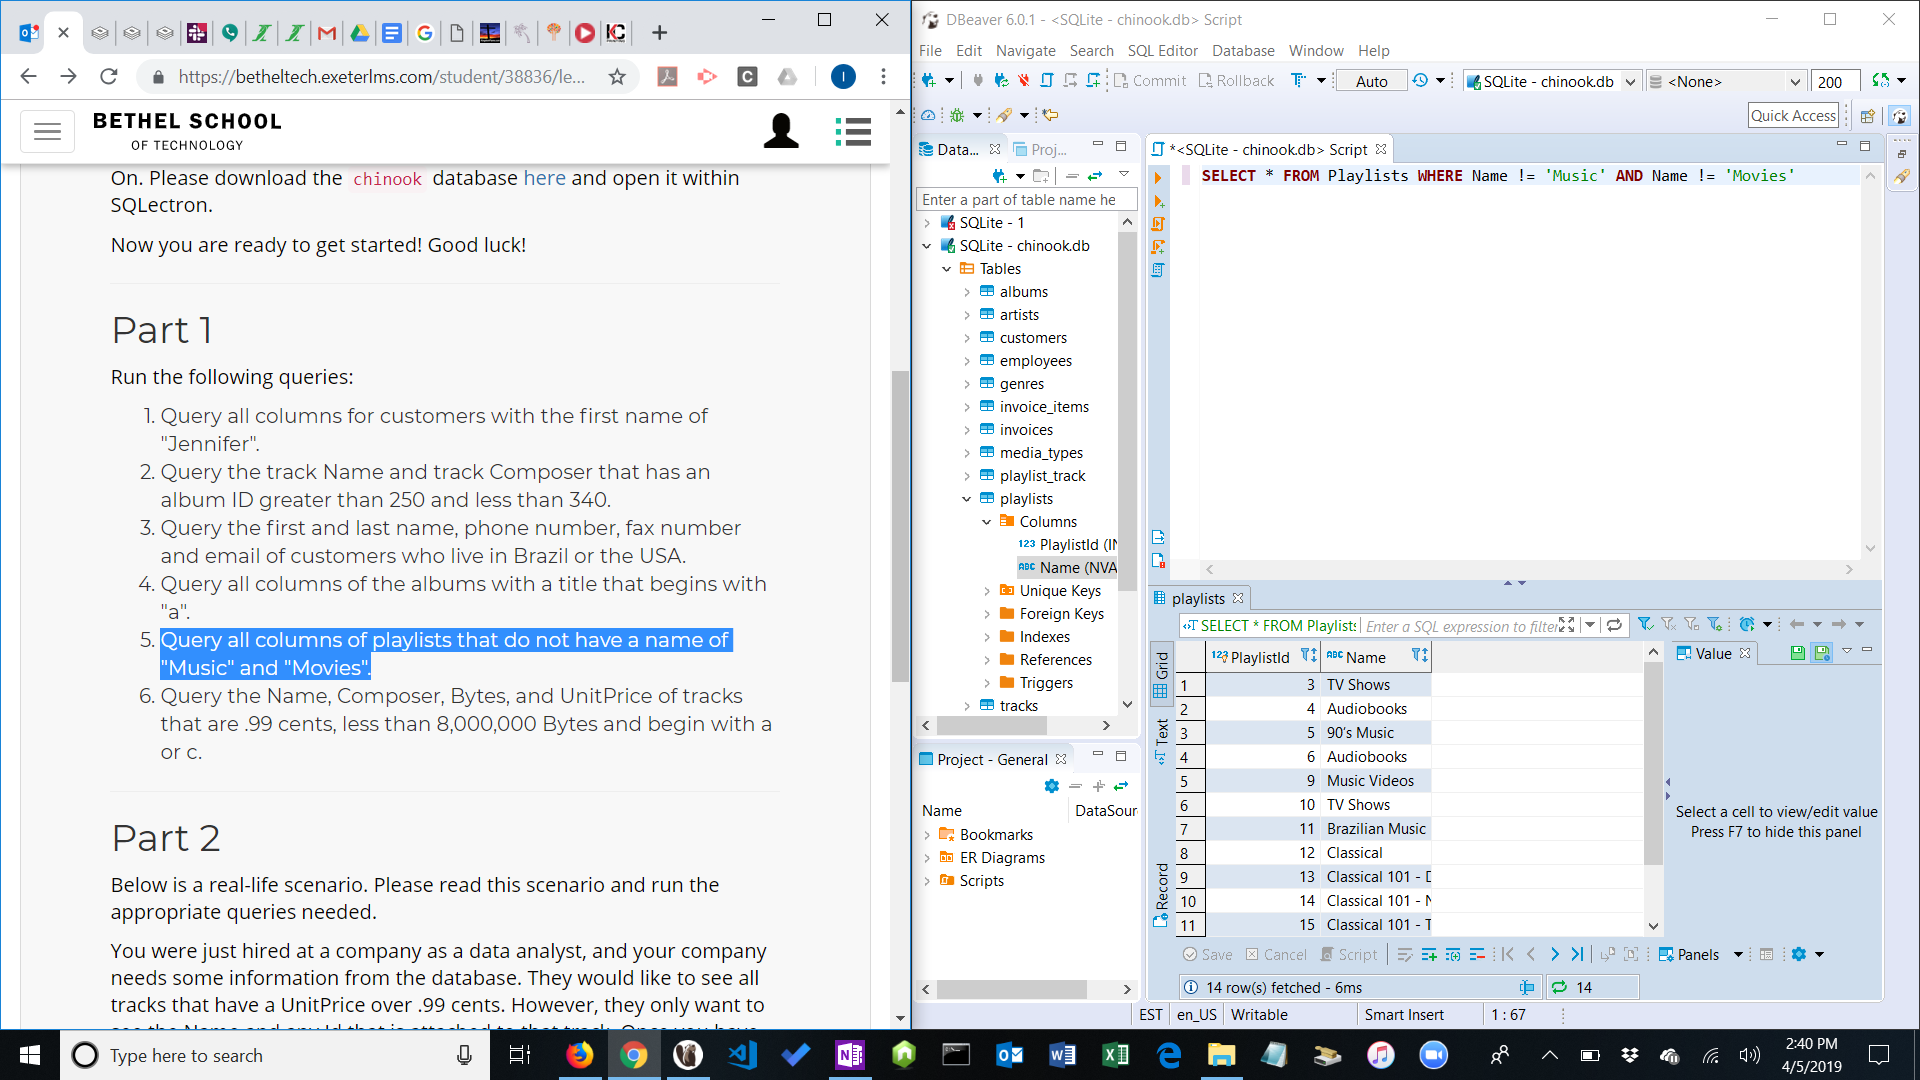 https://betheltech.exeterlms.com/student/38836/le...
BETHEL SCHOOL
OF TECHNOLOGY
On. Please download the chinook database here and open it within
SQLectron.
Now you are ready to get started! Good luck!
Part 1
Run the following queries:
1. Query all columns for customers with the first name of
"Jennifer".
2. Query the track Name and track Composer that has an
album ID greater than 250 and less than 340.
3. Query the first and last name, phone number, fax number
and email of customers who live in Brazil or the USA.
4. Query all columns of the albums with a title that begins with
"a".
5. Query all columns of playlists that do not have a name of
"Music" and "Movies".
6. Query the Name, Composer, Bytes, and UnitPrice of tracks
that are .99 cents, less than 8,000,000 Bytes and begin with a
or c.
Part 2
Below is a real-life scenario. Please read this scenario and run the
appropriate queries needed.
You were just hired at a company as a data analyst, and your company
needs some information from the database. They would like to see all
tracks that have a UnitPrice over .99 cents. However, they only want to
DBeaver 6.0.1 - <SQLite - chinook.db> Script
File Edit Navigate Search SQL Editor Database Window Help
Commit Rollback Auto SQLite - chinook.db <None> 200
Quick Access
Data... Proj...
Enter a part of table name he
SQLite - 1
SQLite - chinook.db
Tables
albums
artists
customers
employees
genres
invoice_items
invoices
media_types
playlist_track
playlists
Columns
123 PlaylistId (IN
ABC Name (NVA
Unique Keys
Foreign Keys
Indexes
References
Triggers
tracks
Project - General
Name DataSour
Bookmarks
ER Diagrams
Scripts
*<SQLite - chinook.db> Script
SELECT * FROM Playlists WHERE Name != 'Music' AND Name != 'Movies'
playlists
SELECT * FROM Playlists Enter a SQL expression to filter
Grid
Text
Record
123 PlaylistId ABC Name
1 3 TV Shows
2 4 Audiobooks
3 5 90's Music
4 6 Audiobooks
5 9 Music Videos
6 10 TV Shows
7 11 Brazilian Music
8 12 Classical
9 13 Classical 101 - D
10 14 Classical 101 - N
11 15 Classical 101 - T
Value
Select a cell to view/edit value
Press F7 to hide this panel
Save Cancel Script Panels
14 row(s) fetched - 6ms 14
EST en_US Writable Smart Insert 1 : 67
Type here to search
2:40 PM
4/5/2019